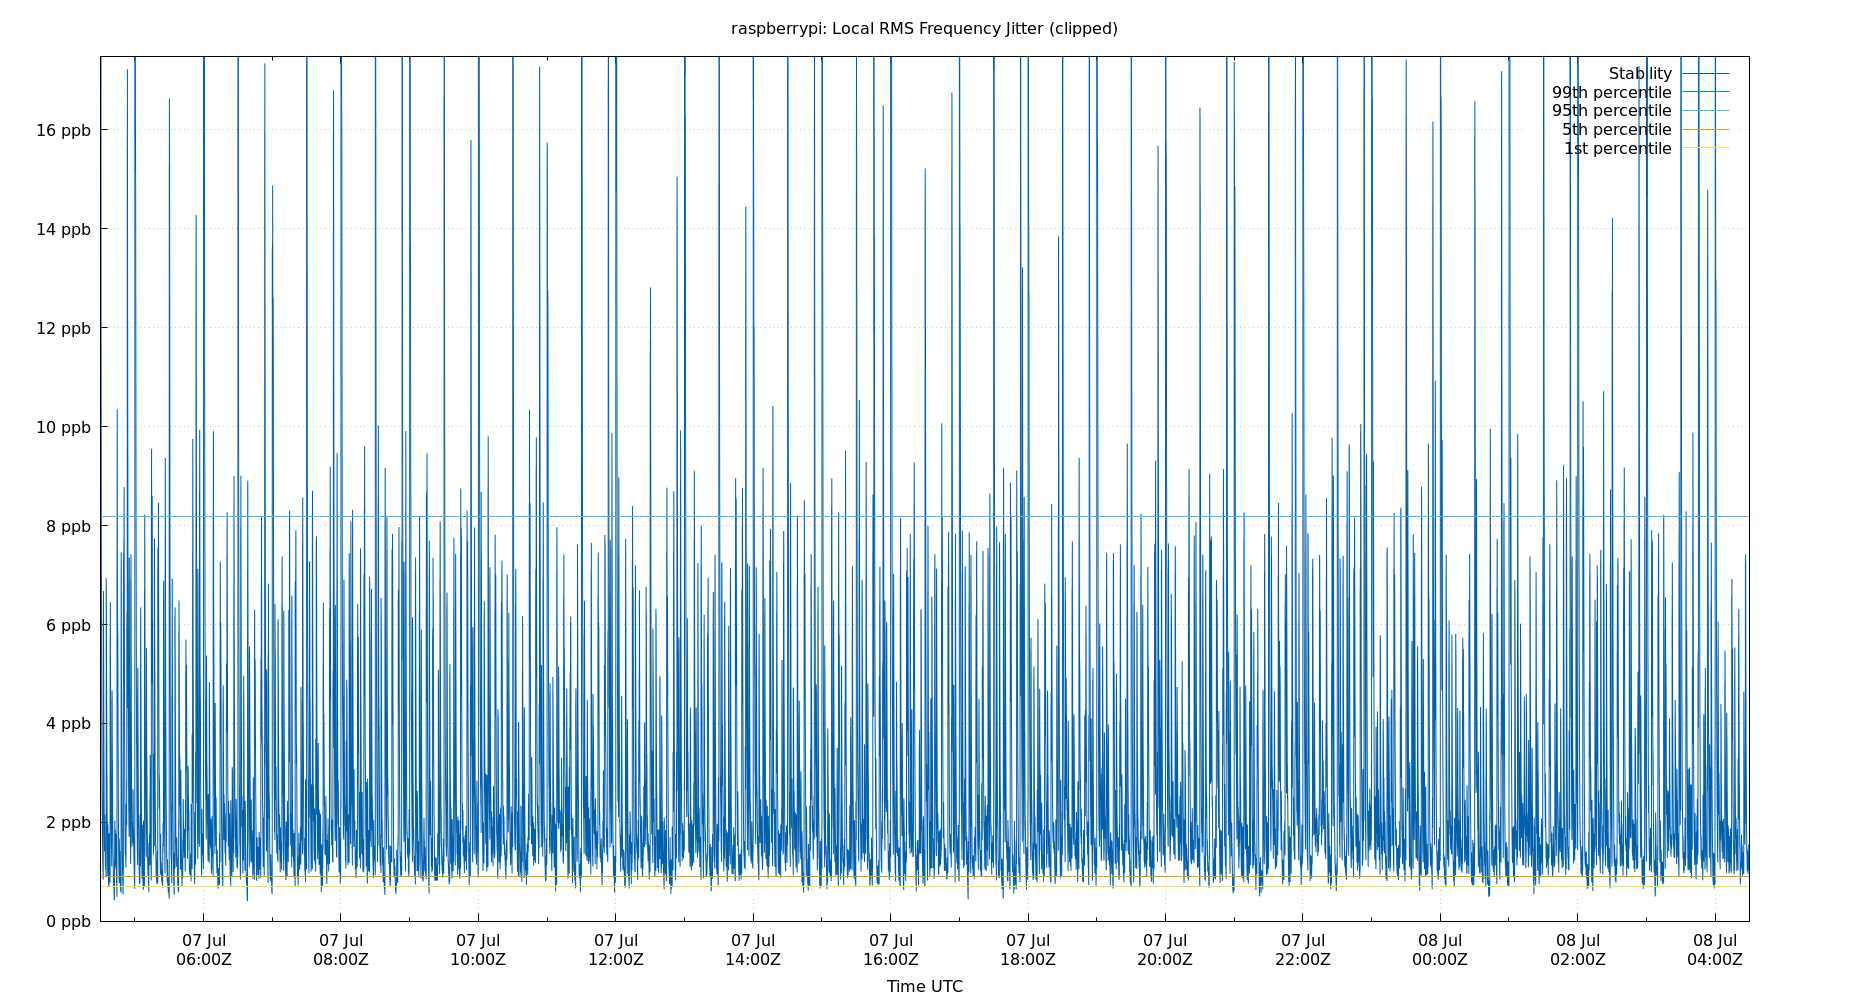 raspberrypi: Local RMS Frequency Jitter (clipped)
Stability
99th percentile
95th percentile
5th percentile
1st percentile
16 ppb
14 ppb
12 ppb
10 ppb
8 ppb
6 ppb
4 ppb
2 ppb
0 ppb
07 Jul 07 Jul 07 Jul 07 Jul 07 Jul 07 Jul 07 Jul 07 Jul 07 Jul 08 Jul 08 Jul 08 Jul
06:00Z 08:00Z 10:00Z 12:00Z 14:00Z 16:00Z 18:00Z 20:00Z 22:00Z 00:00Z 02:00Z 04:00Z
Time UTC